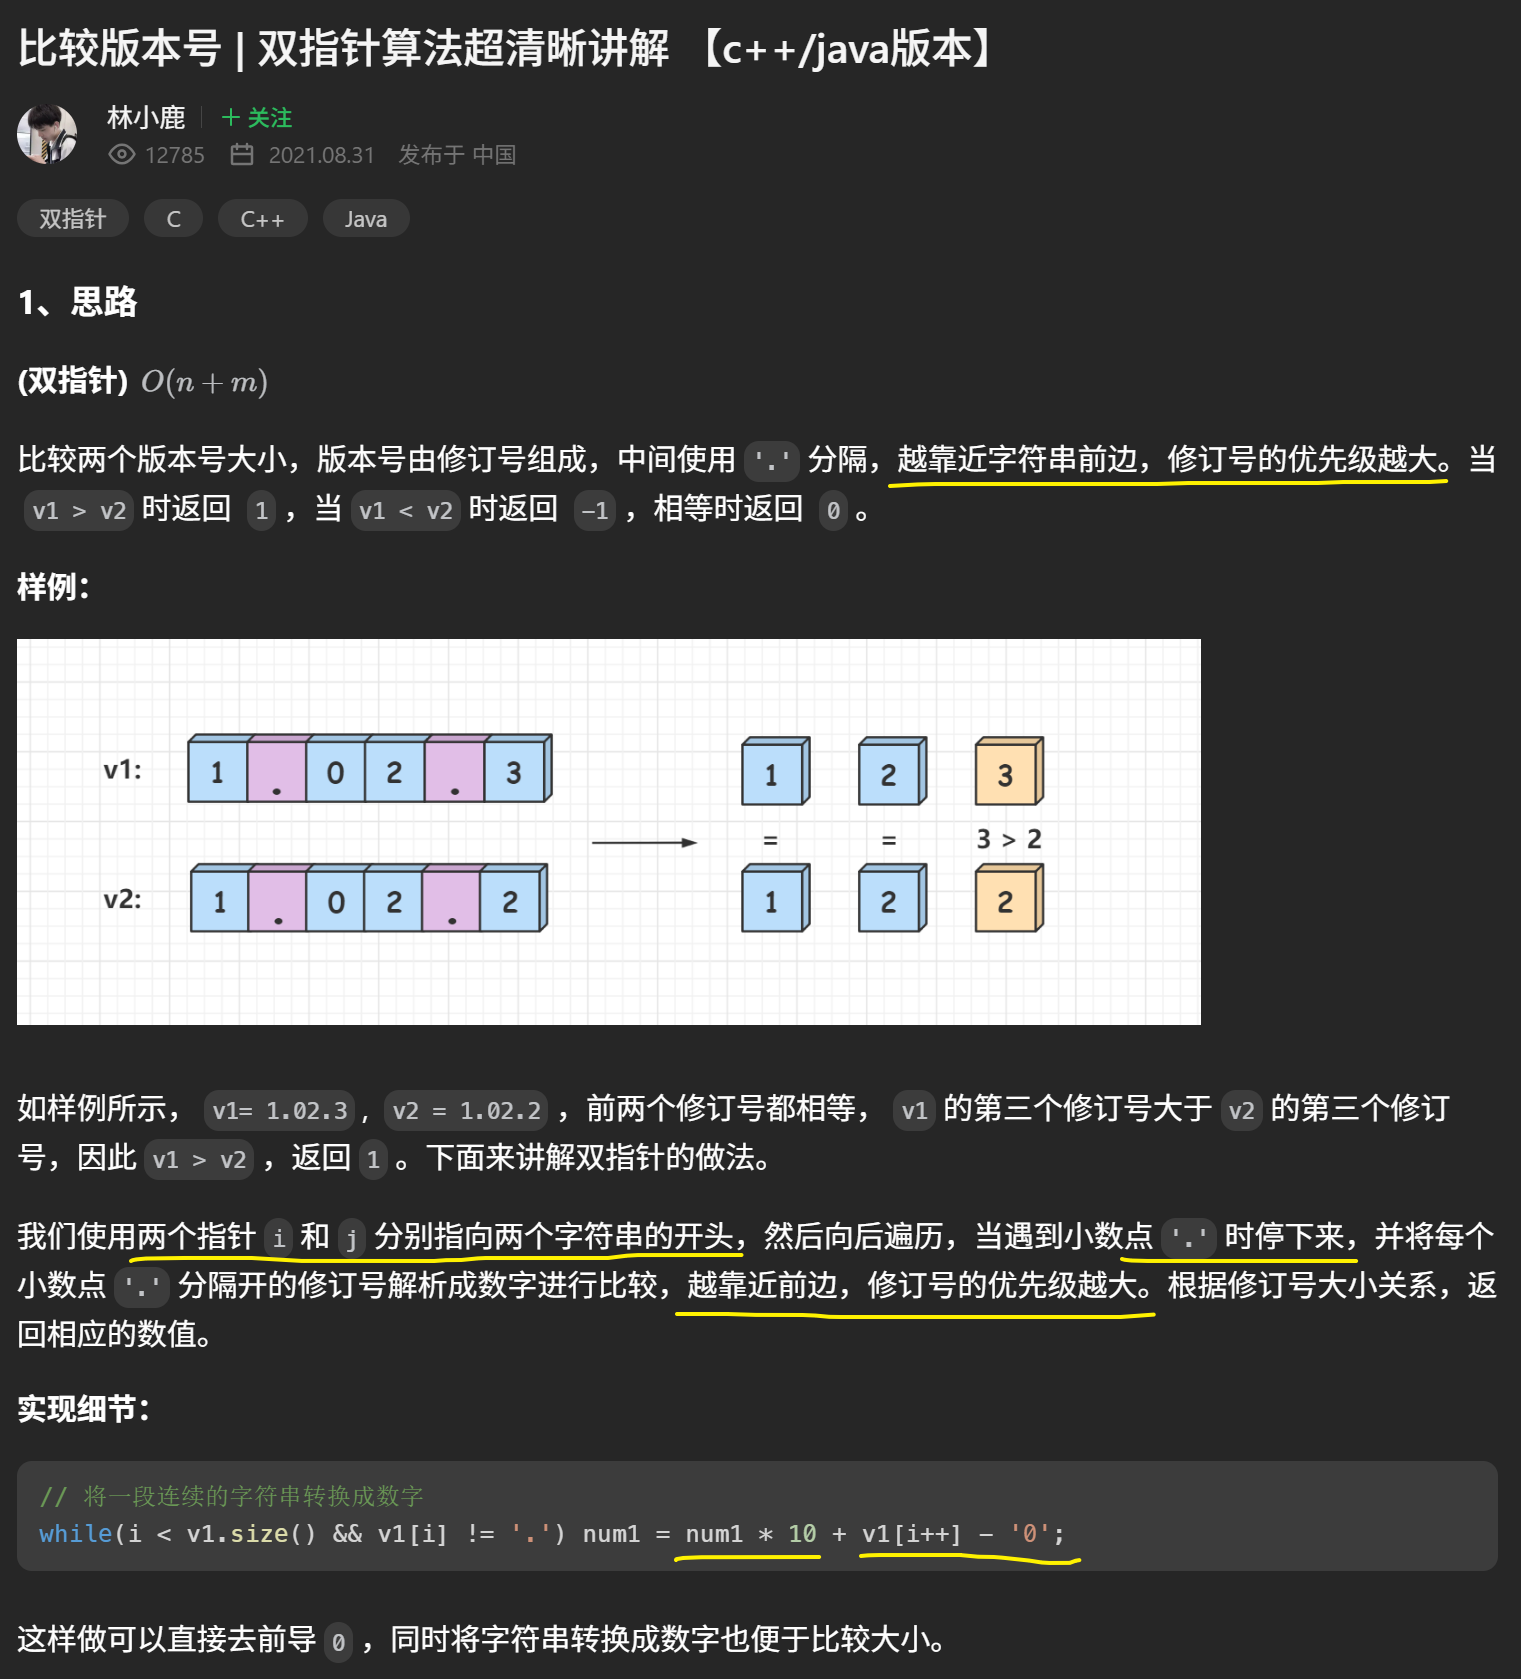 比较版本号 | 双指针算法超清晰讲解 【c++/java版本】
林小鹿 + 关注
12785 2021.08.31 发布于 中国
双指针 C C++ Java
1、思路
(双指针) O(n + m)
比较两个版本号大小，版本号由修订号组成，中间使用 '.' 分隔，越靠近字符串前边，修订号的优先级越大。当
v1 > v2 时返回 1 ，当 v1 < v2 时返回 -1 ，相等时返回 0 。
样例：
v1: 1 . 0 2 . 3 1 2 3
= = 3 > 2
v2: 1 . 0 2 . 2 1 2 2
如样例所示， v1= 1.02.3 , v2 = 1.02.2 ，前两个修订号都相等， v1 的第三个修订号大于 v2 的第三个修订
号，因此 v1 > v2 ，返回 1 。下面来讲解双指针的做法。
我们使用两个指针 i 和 j 分别指向两个字符串的开头，然后向后遍历，当遇到小数点 '.' 时停下来，并将每个
小数点 '.' 分隔开的修订号解析成数字进行比较，越靠近前边，修订号的优先级越大。根据修订号大小关系，返
回相应的数值。
实现细节：
// 将一段连续的字符串转换成数字
while(i < v1.size() && v1[i] != '.') num1 = num1 * 10 + v1[i++] - '0';
这样做可以直接去前导 0 ，同时将字符串转换成数字也便于比较大小。